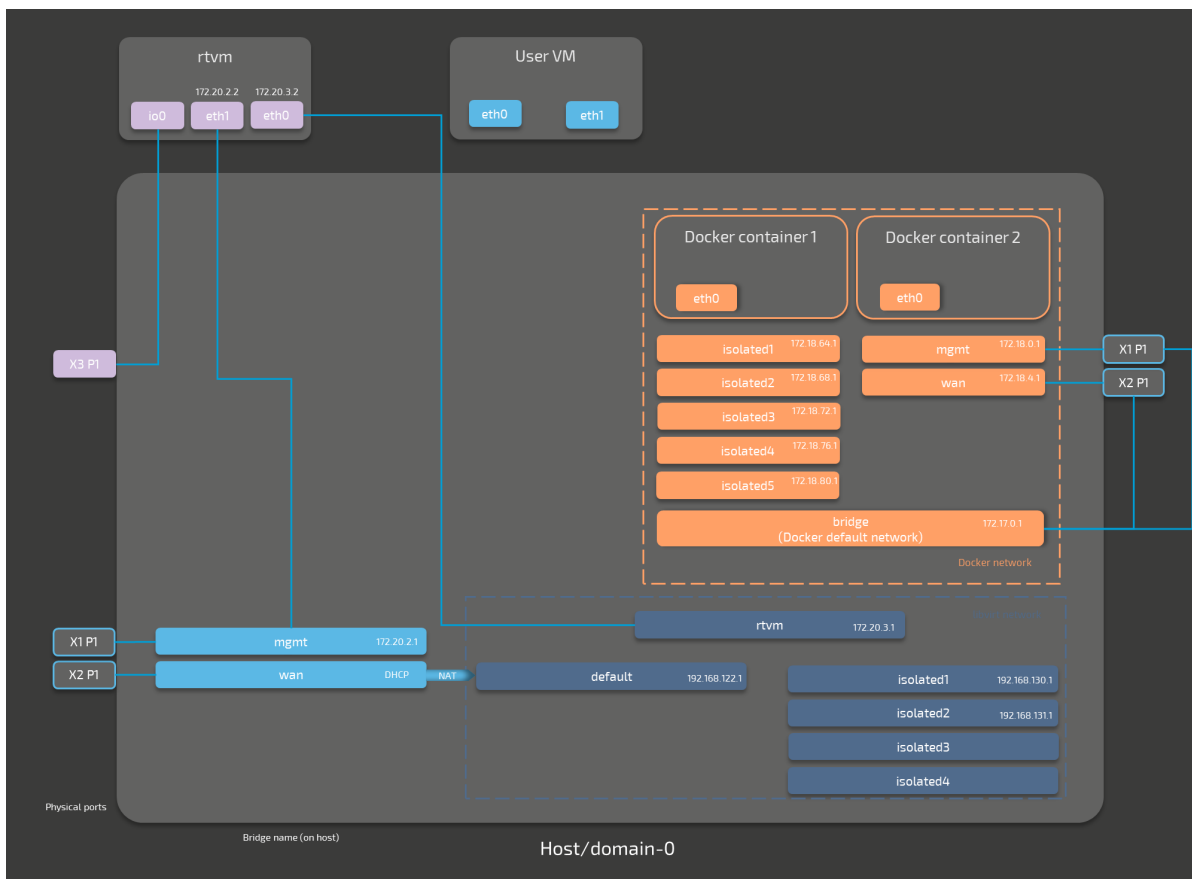 rtvm
172.20.2.2
172.20.3.2
io0
eth1
eth0
User VM
eth0
eth1
Docker container 1
eth0
Docker container 2
eth0
isolated1
172.18.64.1
isolated2
172.18.68.1
isolated3
172.18.72.1
isolated4
172.18.76.1
isolated5
172.18.80.1
mgmt
172.18.0.1
wan
172.18.4.1
bridge
(Docker default network)
172.17.0.1
Docker network
X1 P1
X2 P1
X3 P1
X1 P1
X2 P1
mgmt
172.20.2.1
wan
DHCP
NAT
rtvm
172.20.3.1
default
192.168.122.1
isolated1
192.168.130.1
isolated2
192.168.131.1
isolated3
isolated4
Physical ports
Bridge name (on host)
Host/domain-0